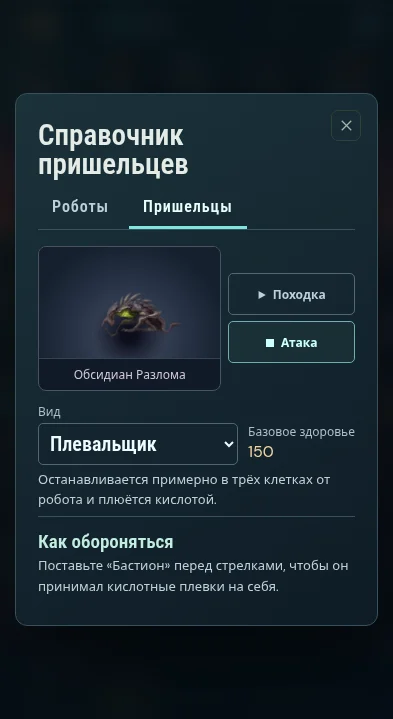 Справочник
пришельцев
Роботы
Пришельцы
Походка
Атака
Обсидиан Разлома
Вид
Плевальщик
Базовое здоровье
150
Останавливается примерно в трёх клетках от
робота и плюётся кислотой.
Как обороняться
Поставьте «Бастион» перед стрелками, чтобы он
принимал кислотные плевки на себя.